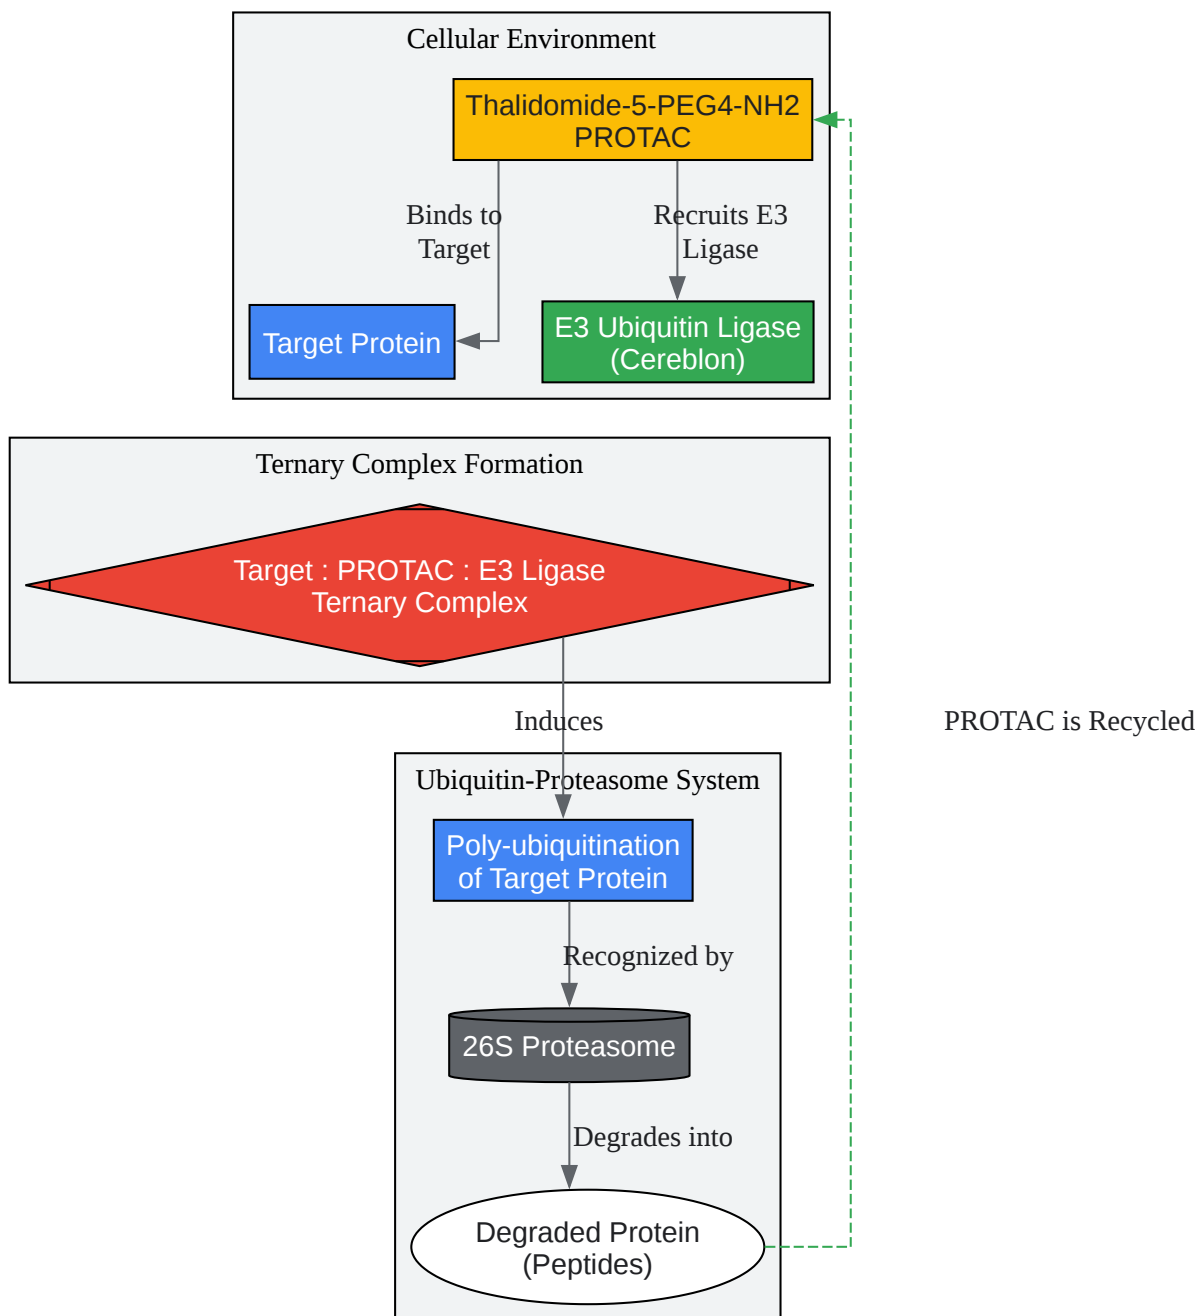 Cellular Environment
Thalidomide-5-PEG4-NH2
PROTAC
Binds to
Target
Recruits E3
Ligase
Target Protein
E3 Ubiquitin Ligase
(Cereblon)
Ternary Complex Formation
Target : PROTAC : E3 Ligase
Ternary Complex
Induces
PROTAC is Recycled
Ubiquitin-Proteasome System
Poly-ubiquitination
of Target Protein
Recognized by
26S Proteasome
Degrades into
Degraded Protein
(Peptides)